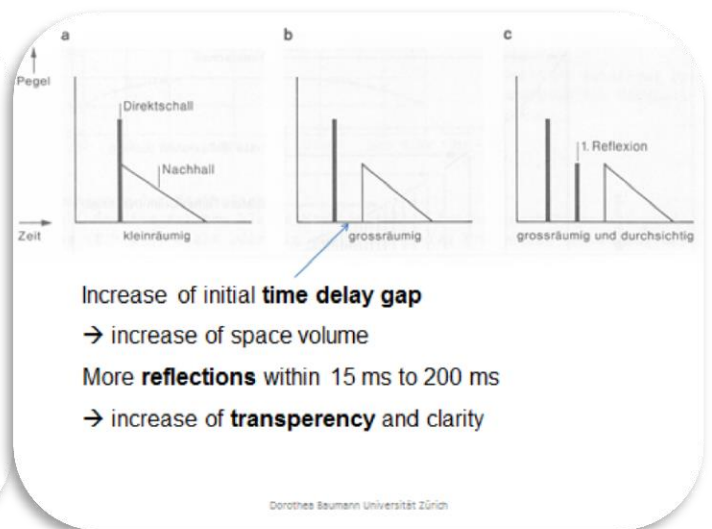 a b c
Pegel
Direktschall
1. Reflexion
Nachhall
Zeit kleinräumig grossräumig grossräumig und durchsichtig
Increase of initial time delay gap
→ increase of space volume
More reflections within 15 ms to 200 ms
→ increase of transperency and clarity
Dorothea Baumann Universität Zürich